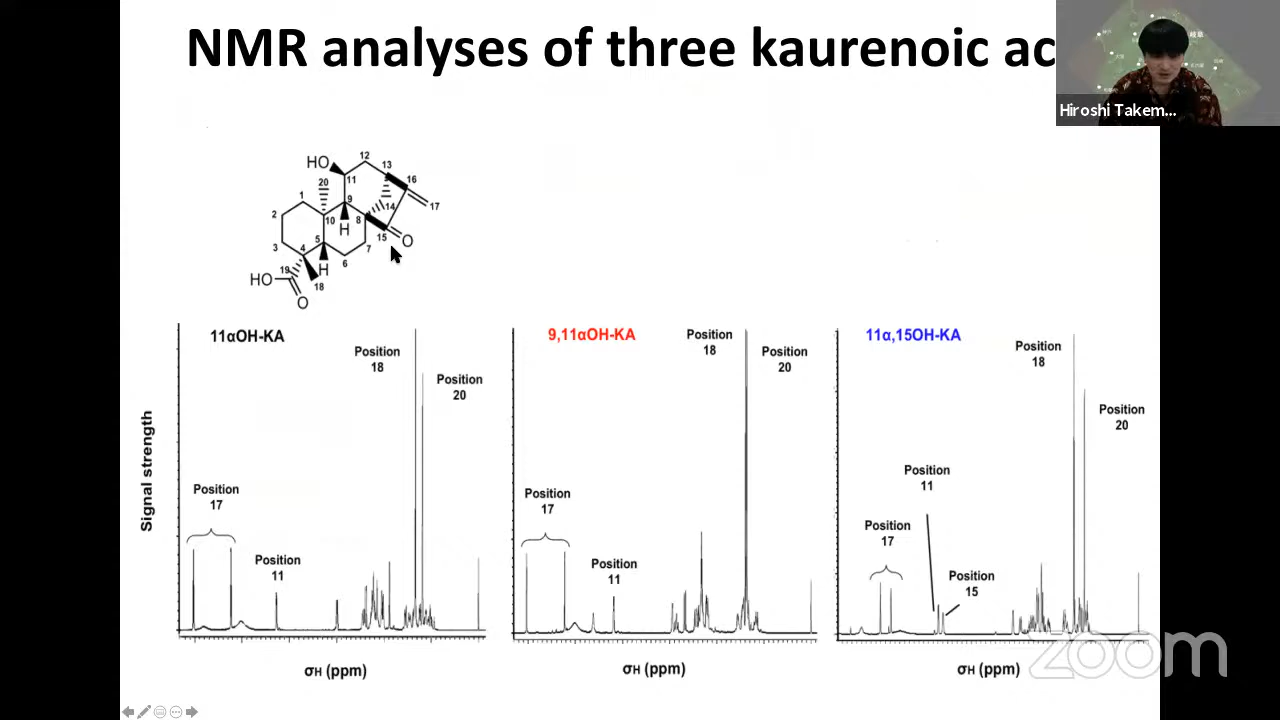 NMR analyses of three kaurenoic ac
Hiroshi Takem...
HO
12
13
20
11
16
1
9
17
2
10
8
14
H
15
O
3
4
5
7
19
H
6
HO
18
O
11αOH-KA
9,11αOH-KA
11α,15OH-KA
Position
18
Position
20
Position
18
Position
20
Position
18
Position
20
Signal strength
Position
17
Position
11
Position
17
Position
11
Position
11
Position
17
Position
15
σH (ppm)
σH (ppm)
σH (ppm)
zoom